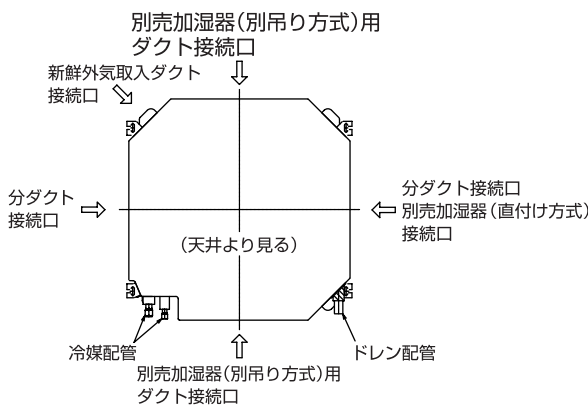 別売加湿器(別吊り方式)用
ダクト接続口
新鮮外気取入ダクト
接続口
分ダクト
接続口
分ダクト接続口
別売加湿器(直付け方式)
接続口
(天井より見る)
冷媒配管
ドレン配管
別売加湿器(別吊り方式)用
ダクト接続口